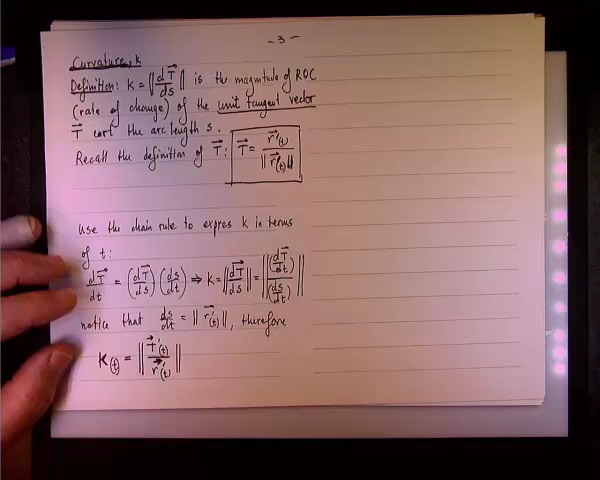 - 3 -
Curvature, k
Definition: k = ‖dT⃗/ds‖ is the magnitude of ROC
(rate of change) of the unit tangent vector
T⃗ wrt the arc length s.
Recall the definition of T⃗: T⃗ = r⃗'(t)/‖r⃗'(t)‖
Use the chain rule to expres k in terms
of t:
dT⃗/dt = (dT⃗/ds)(ds/dt) ⇒ k = ‖dT⃗/ds‖ = ‖(dT⃗/dt)/(ds/dt)‖
notice that ds/dt = ‖r⃗'(t)‖, therefore
K(t) = ‖T⃗'(t)/r⃗'(t)‖